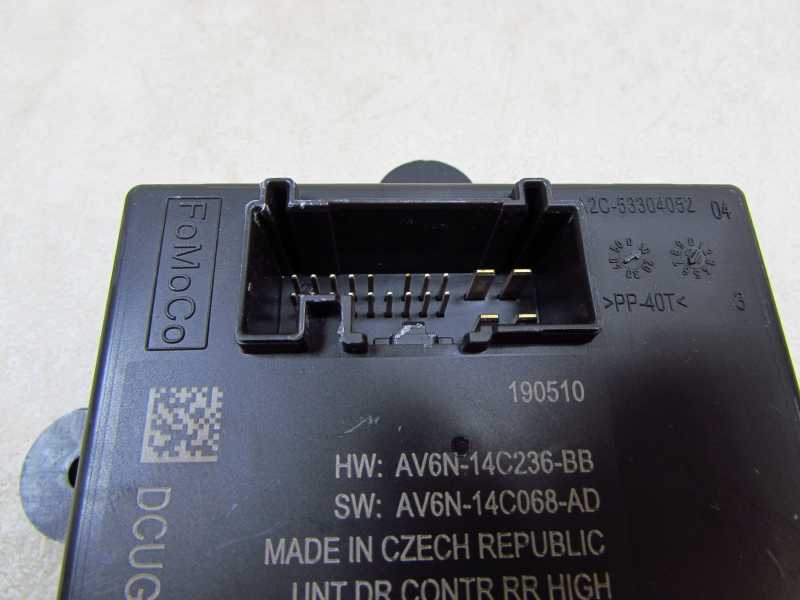 FoMoCo
A2C-53304052 04
>PP-40T< 3
190510
HW: AV6N-14C236-BB
SW: AV6N-14C068-AD
MADE IN CZECH REPUBLIC
UNT DR CONTR RR HIGH
DCUG